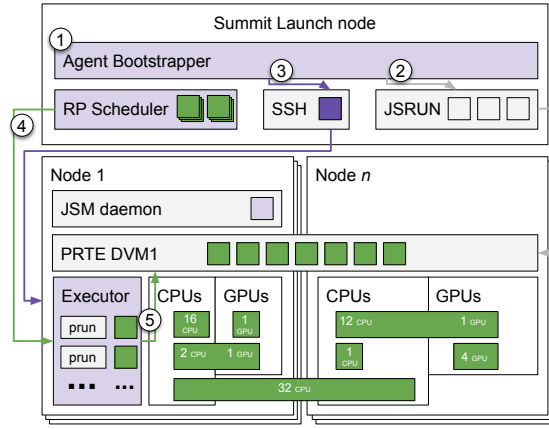 Summit Launch node
1
Agent Bootstrapper
3
2
4
RP Scheduler
SSH
JSRUN
Node 1
Node n
JSM daemon
PRTE DVM1
Executor
CPUs
GPUs
CPUs
GPUs
prun
5
16 CPU
1 GPU
12 CPU
1 GPU
prun
2 CPU
1 GPU
1 CPU
4 GPU
... ...
32 CPU